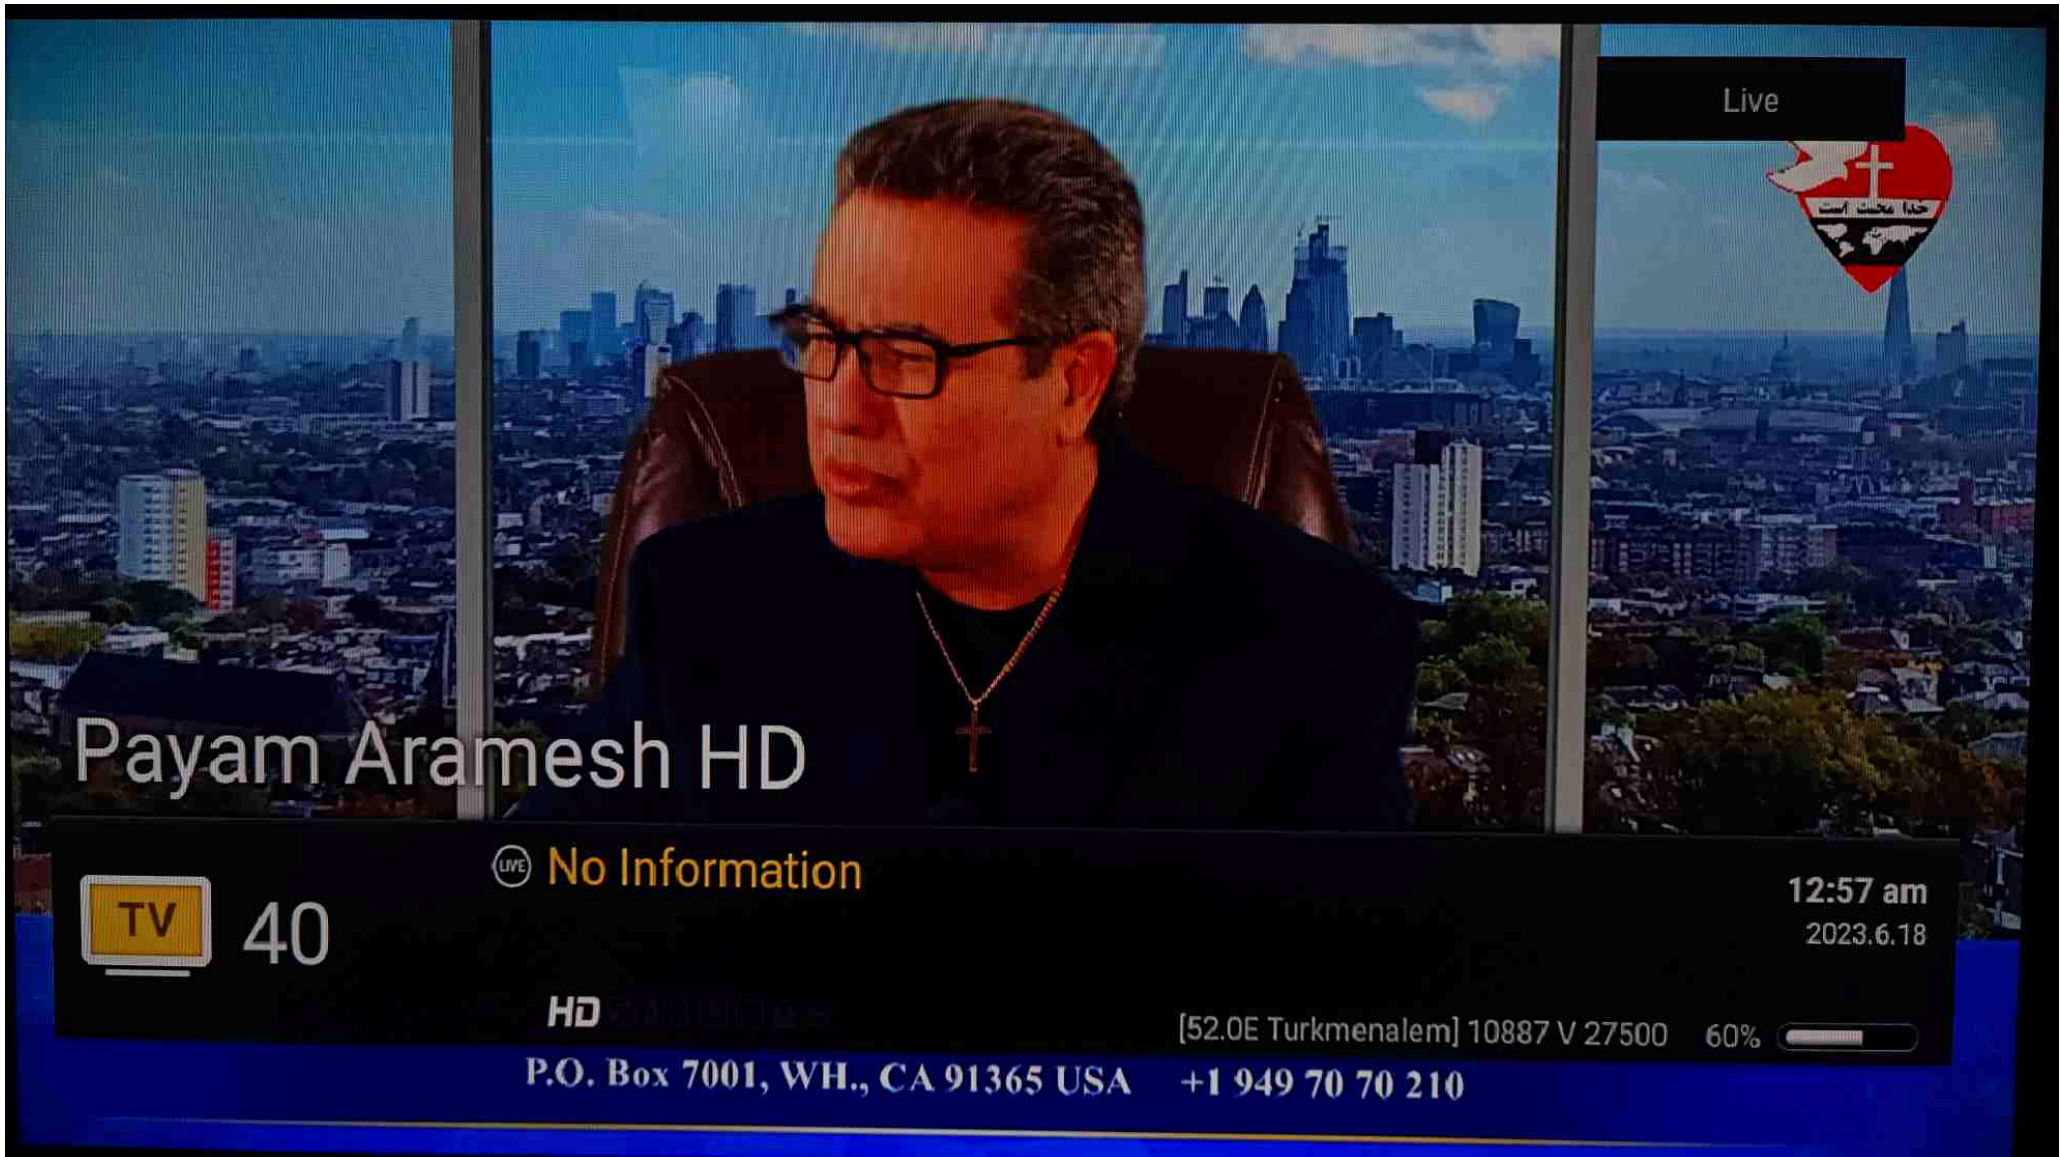 Live
خدا محبت است
Payam Aramesh HD
LIVE No Information
TV 40
12:57 am
2023.6.18
HD
[52.0E Turkmenalem] 10887 V 27500 60%
P.O. Box 7001, WH., CA 91365 USA +1 949 70 70 210